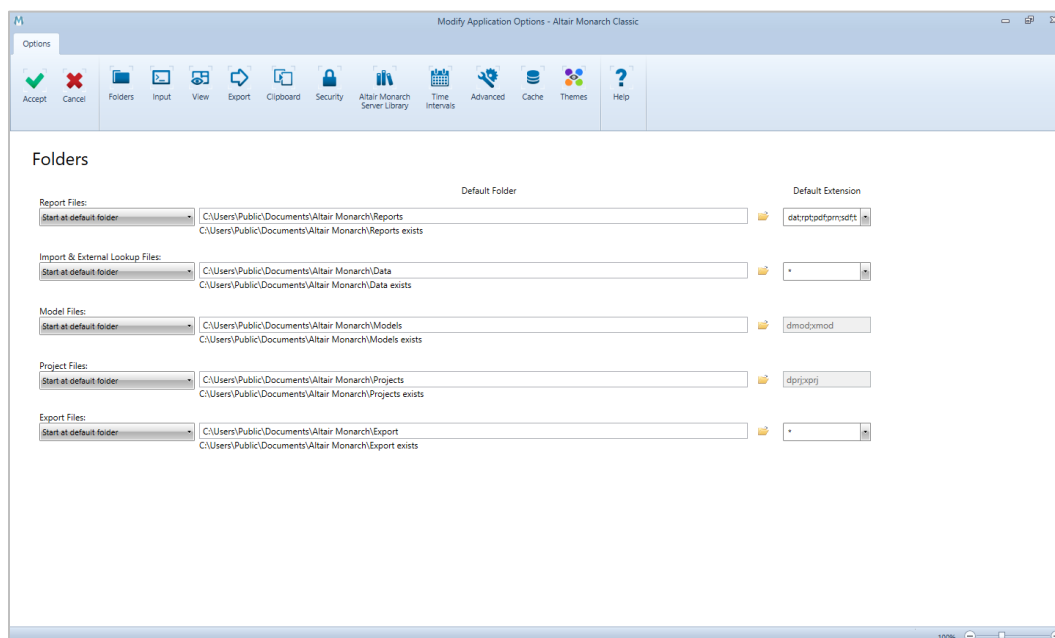 M
Modify Application Options - Altair Monarch Classic
Options
Accept
Cancel
Folders
Input
View
Export
Clipboard
Security
Altair Monarch
Server Library
Time
Intervals
Advanced
Cache
Themes
Help
Folders
Default Folder
Default Extension
Report Files:
Start at default folder
C:\Users\Public\Documents\Altair Monarch\Reports
dat;rpt;pdf;prn;sdf;t
C:\Users\Public\Documents\Altair Monarch\Reports exists
Import & External Lookup Files:
Start at default folder
C:\Users\Public\Documents\Altair Monarch\Data
*
C:\Users\Public\Documents\Altair Monarch\Data exists
Model Files:
Start at default folder
C:\Users\Public\Documents\Altair Monarch\Models
dmod;xmod
C:\Users\Public\Documents\Altair Monarch\Models exists
Project Files:
Start at default folder
C:\Users\Public\Documents\Altair Monarch\Projects
dprj;xprj
C:\Users\Public\Documents\Altair Monarch\Projects exists
Export Files:
Start at default folder
C:\Users\Public\Documents\Altair Monarch\Export
*
C:\Users\Public\Documents\Altair Monarch\Export exists
100%